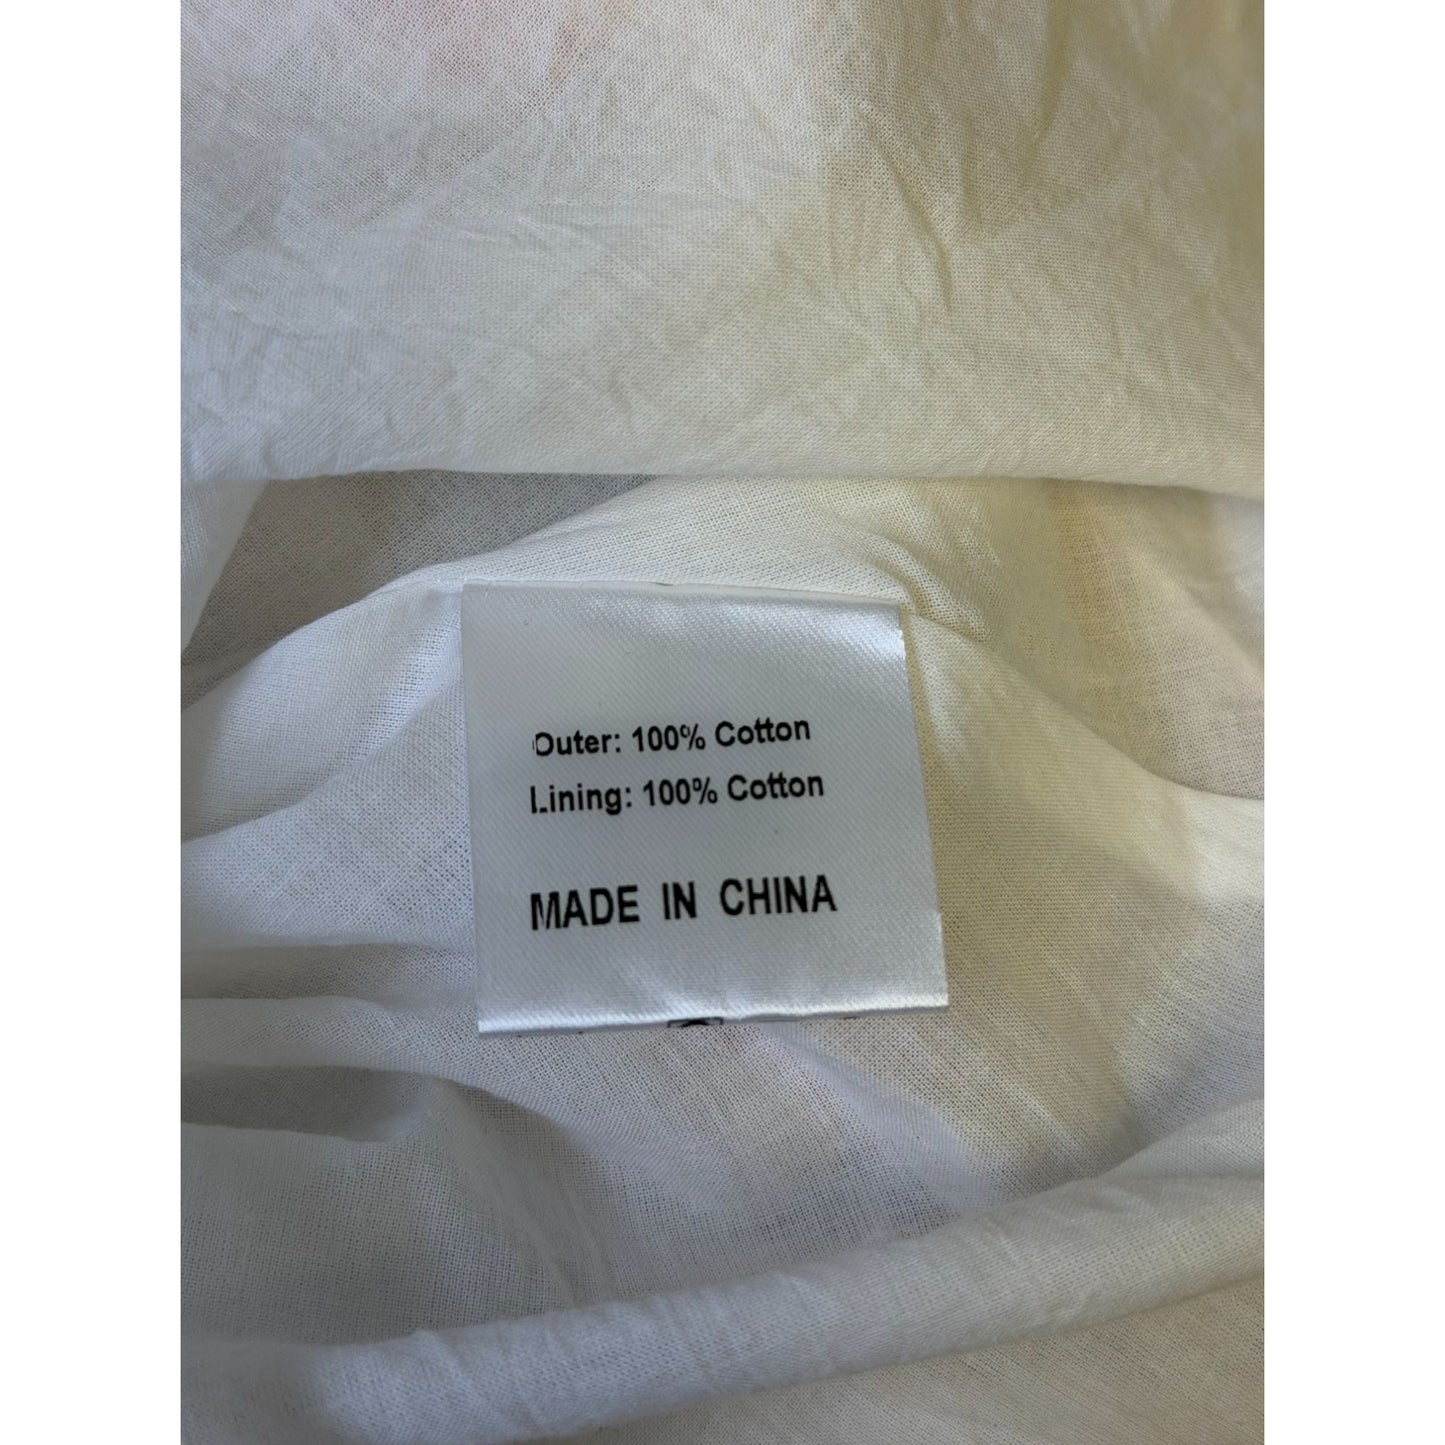 Outer: 100% Cotton
Lining: 100% Cotton
MADE IN CHINA